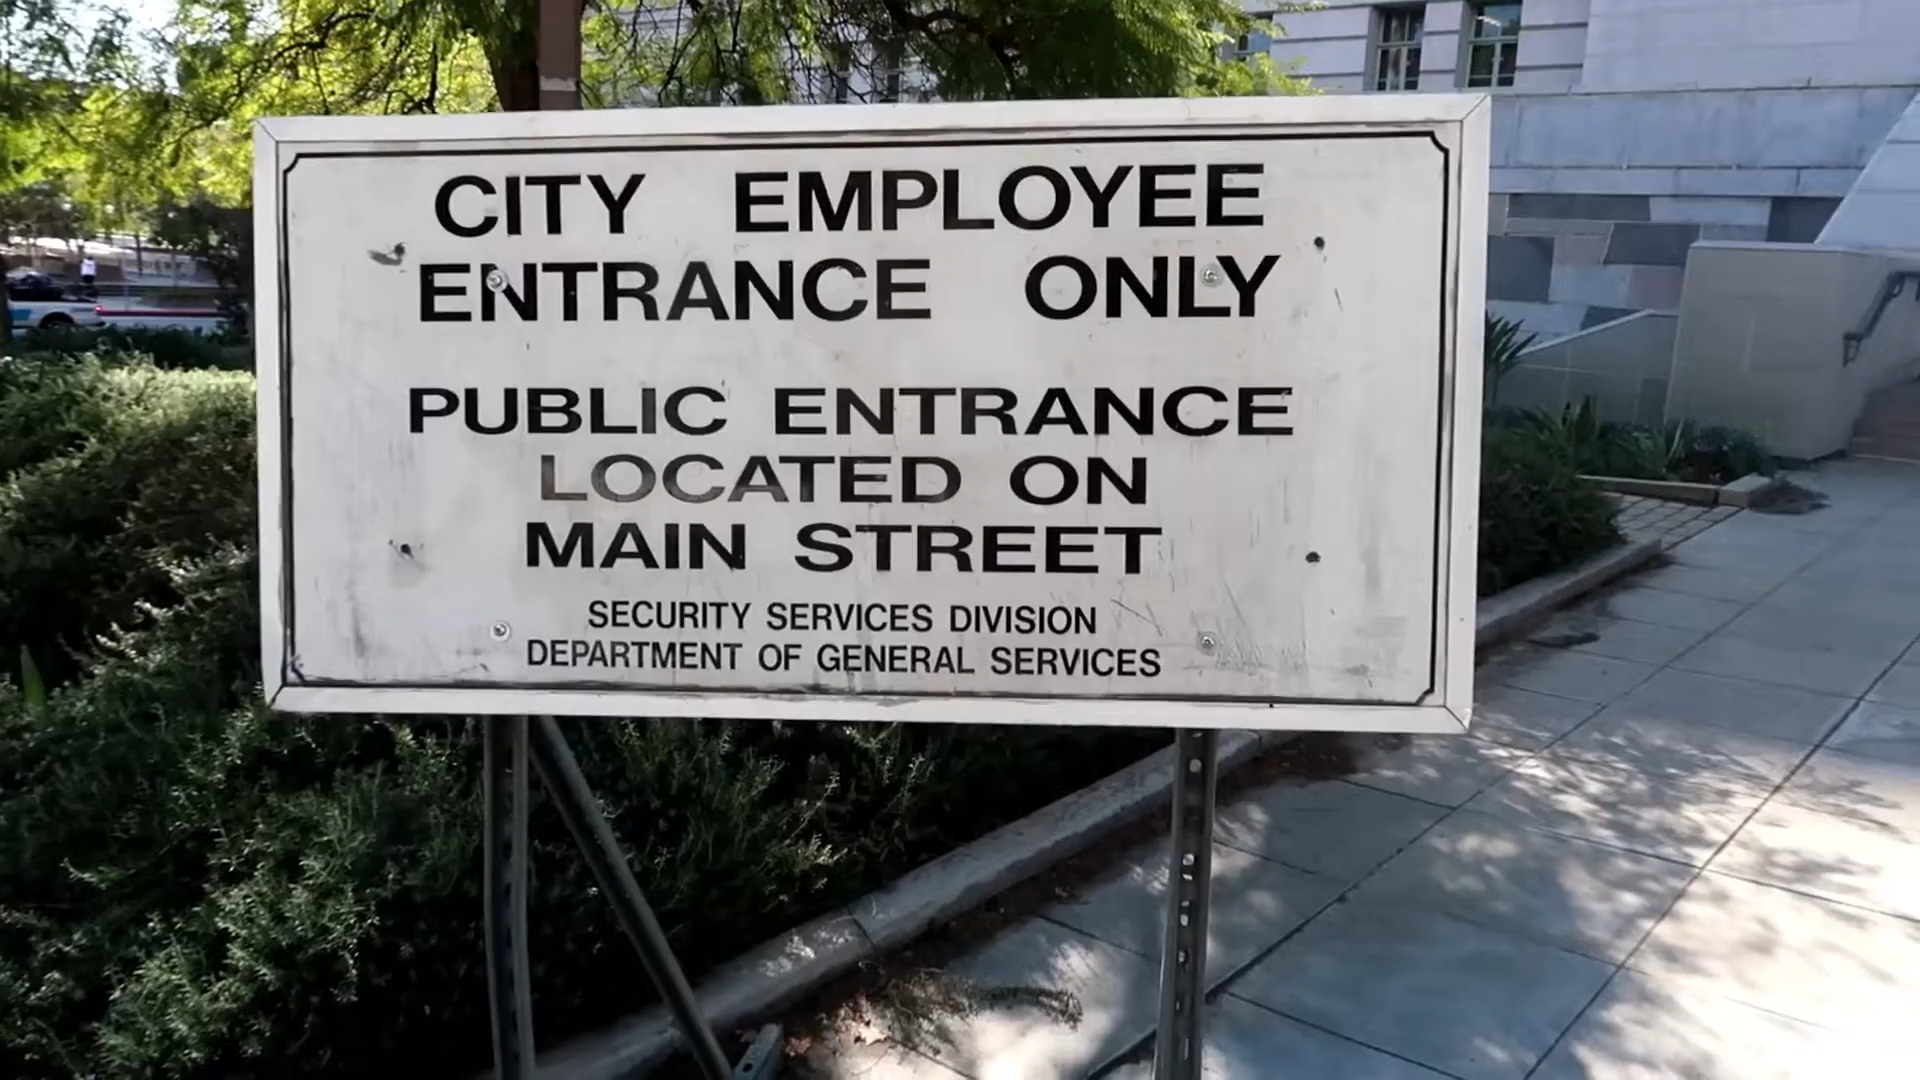 CITY EMPLOYEE
ENTRANCE ONLY
PUBLIC ENTRANCE
LOCATED ON
MAIN STREET
SECURITY SERVICES DIVISION
DEPARTMENT OF GENERAL SERVICES